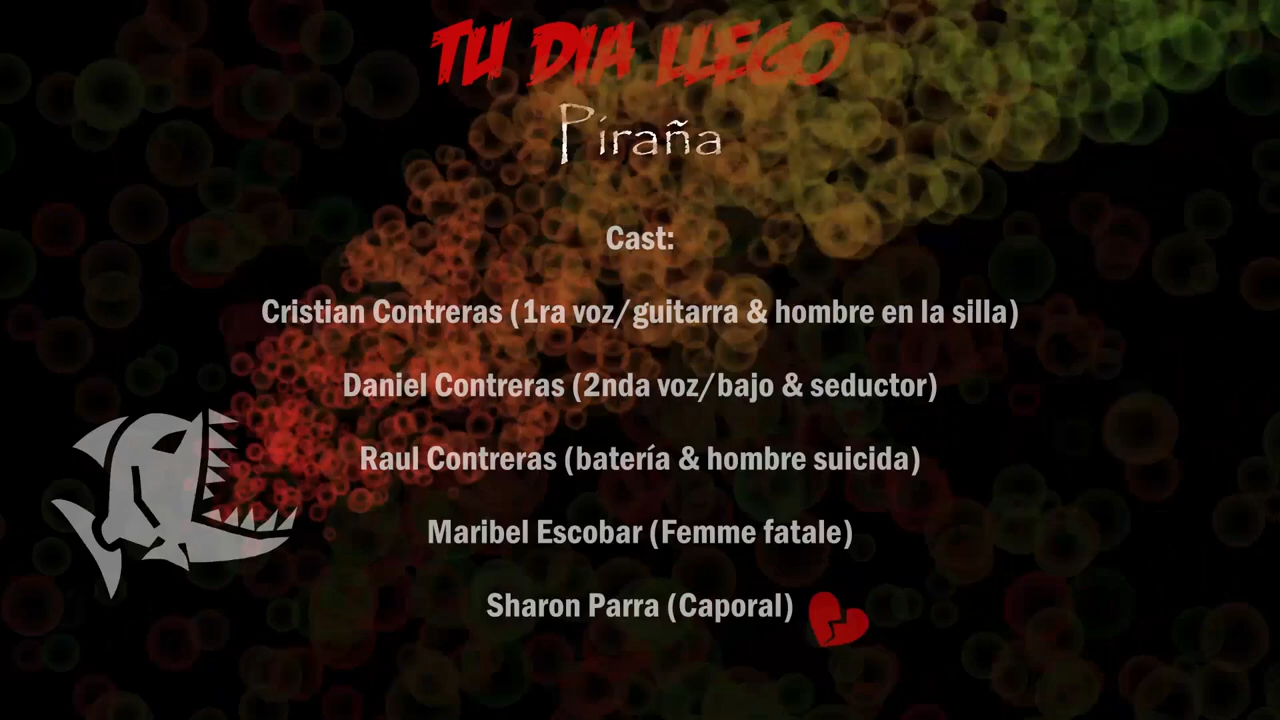 TU DIA LLEGO
Piraña
Cast:
Cristian Contreras (1ra voz/guitarra & hombre en la silla)
Daniel Contreras (2nda voz/bajo & seductor)
Raul Contreras (batería & hombre suicida)
Maribel Escobar (Femme fatale)
Sharon Parra (Caporal)